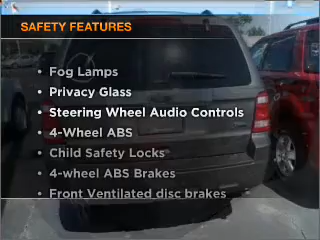 SAFETY FEATURES
• Fog Lamps
• Privacy Glass
• Steering Wheel Audio Controls
• 4-Wheel ABS
• Child Safety Locks
• 4-wheel ABS Brakes
• Front Ventilated disc brakes